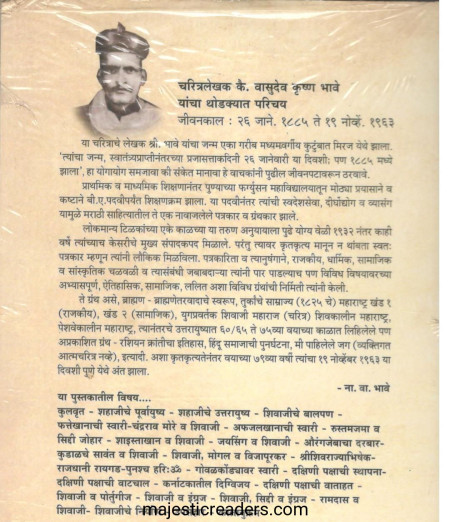 चरित्रलेखक कै. वासुदेव कृष्ण भावे
यांचा थोडक्यात परिचय
जीवनकाल : २६ जाने. १८८५ ते १९ नोव्हें. १९६३
या चरित्राचे लेखक श्री. भावे यांचा जन्म एका गरीब मध्यमवर्गीय कुटुंबात मिरज येथे झाला.
'त्यांचा जन्म, स्वातंत्र्यप्राप्तीनंतरच्या प्रजासत्ताकदिनी २६ जानेवारी या दिवशी; पण १८८५ मध्ये
झाला', हा योगायोग समजावा की संकेत मानाचा हे वाचकांनी पुढील जीवनपटावरून ठरवावे.
प्राथमिक व माध्यमिक शिक्षणानंतर पुण्याच्या फर्ग्युसन महाविद्यालयातून मोठ्या प्रयासाने व
कष्टाने बी.ए.पदवीपर्यंत शिक्षणक्रम झाला. या पदवीनंतर त्यांची स्वदेशसेवा, दीर्घोद्योग व व्यासंग
यामुळे मराठी साहित्यातील ते एक नावाजलेले पत्रकार व ग्रंथकार झाले.
लोकमान्य टिळकांच्या एके काळच्या या तरुण अनुयायाला पुढे योग्य वेळी १९३२ नंतर काही
वर्षे त्यांच्याच केसरीचे मुख्य संपादकपद मिळाले. परंतु त्यावर कृतकृत्य मानून न थांबता स्वतः
पत्रकार म्हणून त्यांनी लौकिक मिळविला. पत्रकारिता व त्यानुषंगाने, राजकीय, धार्मिक, सामाजिक
व सांस्कृतिक चळवळी व त्यासंबंधी जबाबदाऱ्या त्यांनी पार पाडल्याच पण विविध विषयावरच्या
अभ्यासपूर्ण, ऐतिहासिक, सामाजिक, ललित अशा विविध ग्रंथांची निर्मिती त्यांनी केली.
ते ग्रंथ असे, ब्राह्मण - ब्राह्मणेतरवादाचे स्वरूप, तुर्कांचे साम्राज्य (१८२५ चे) महाराष्ट्र खंड १
(राजकीय), खंड २ (सामाजिक), युगप्रवर्तक शिवाजी महाराज (चरित्र) शिवकालीन महाराष्ट्र,
पेशवेकालीन महाराष्ट्र, त्यानंतरचे उत्तरायुष्यात ६०/६५ ते ७५व्या वयाच्या काळात लिहिलेले पण
अप्रकाशित ग्रंथ - रशियन क्रांतीचा इतिहास, हिंदू समाजाची पुनर्घटना, मी पाहिलेले जग (व्यक्तिगत
आत्मचरित्र नव्हे), इत्यादी. अशा कृतकृत्यतेनंतर वयाच्या ७९व्या वर्षी त्यांचा १९ नोव्हेंबर १९६३ या
दिवशी पुणे येथे अंत झाला.
- ना. वा. भावे
या पुस्तकातील विषय....
कुलवृत - शहाजीचे पूर्वायुष्य - शहाजीचे उत्तरायुष्य - शिवाजीचे बालपण -
फत्तेखानाची स्वारी-चंद्रराव मोरे व शिवाजी - अफजलखानाची स्वारी - रुस्तमजमा व
सिद्दी जोहार - शाइस्ताखान व शिवाजी - जयसिंग व शिवाजी - औरंगजेबाचा दरबार-
कुडाळचे सावंत व शिवाजी - शिवाजी, मोगल व विजापूरकर - श्रीशिवराज्याभिषेक-
राजधानी रायगड-पुनश्च हरिःॐ - गोवळकोंड्यावर स्वारी - दक्षिणी पक्षाची स्थापना-
दक्षिणी पक्षाची वाटचाल - कर्नाटकातील दिग्विजय - दक्षिणी पक्षाची वाताहत -
शिवाजी व पोर्तुगीज - शिवाजी व इंग्रज - शिवाजी, सिद्दी व इंग्रज - रामदास व
शिवाजी- शिवाजीचे
majesticreaders.com